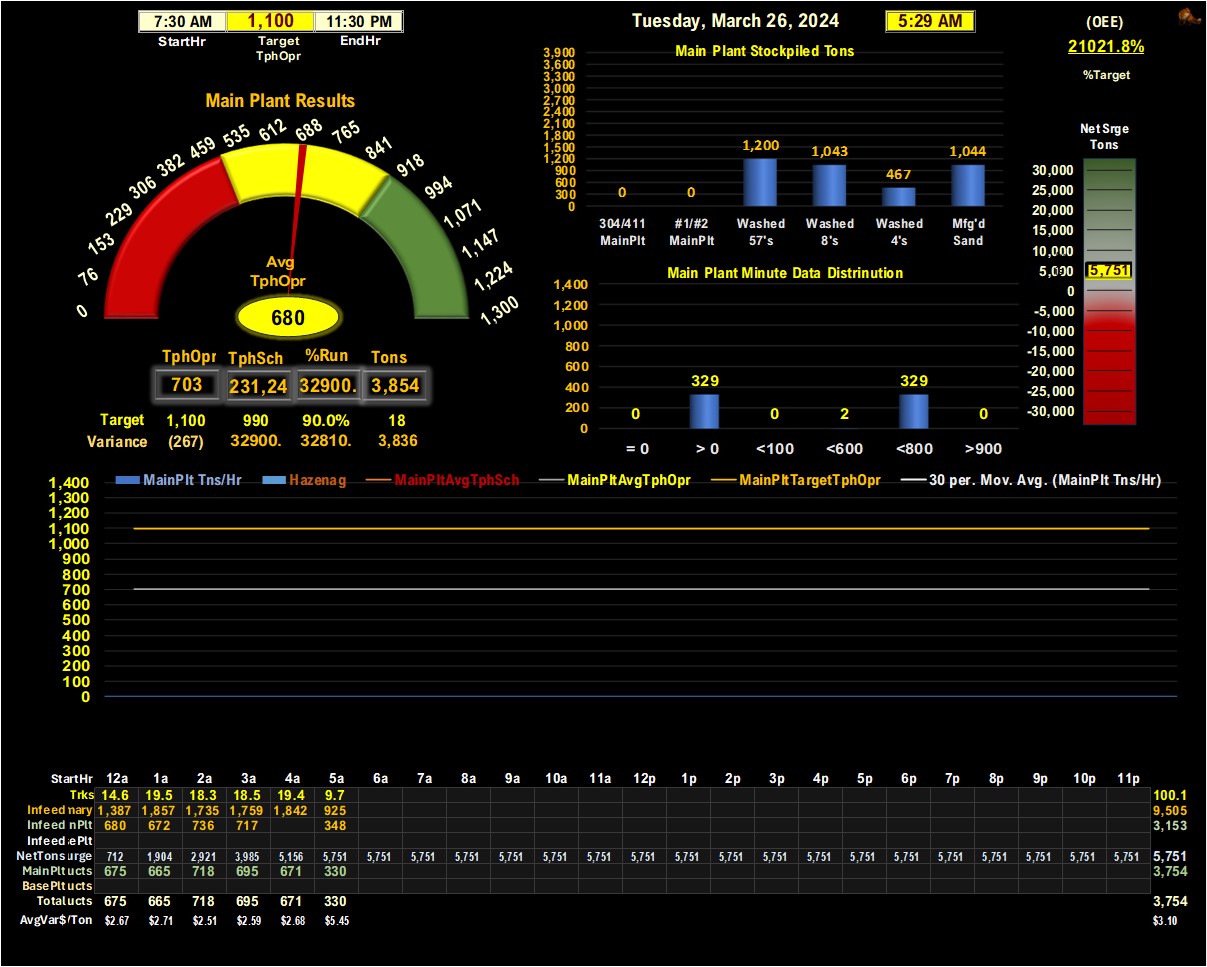 7:30 AM 1,100 11:30 PM
StartHr Target TphOpr EndHr
Tuesday, March 26, 2024 5:29 AM
(OEE)
21021.8%
%Target
Main Plant Results
0 76 153 229 306 382 459 535 612 688 765 841 918 994 1,071 1,147 1,224 1,300
Avg
TphOpr
680
TphOpr TphSch %Run Tons
703 231,24 32900. 3,854
Target 1,100 990 90.0% 18
Variance (267) 32900. 32810. 3,836
Main Plant Stockpiled Tons
3,900
3,600
3,300
3,000
2,700
2,400
2,100
1,800
1,500
1,200
900
600
300
0
0 0 1,200 1,043 467 1,044
304/411 #1/#2 Washed Washed Washed Mfg'd
MainPlt MainPlt 57's 8's 4's Sand
Main Plant Minute Data Distrinution
1,400
1,200
1,000
800
600
400
200
0
0 329 0 2 329 0
= 0 > 0 <100 <600 <800 >900
Net Srge
Tons
30,000
25,000
20,000
15,000
10,000
5,000 5,751
0
-5,000
-10,000
-15,000
-20,000
-25,000
-30,000
MainPlt Tns/Hr Hazenag MainPltAvgTphSch MainPltAvgTphOpr MainPltTargetTphOpr 30 per. Mov. Avg. (MainPlt Tns/Hr)
1,400
1,300
1,200
1,100
1,000
900
800
700
600
500
400
300
200
100
0
StartHr 12a 1a 2a 3a 4a 5a 6a 7a 8a 9a 10a 11a 12p 1p 2p 3p 4p 5p 6p 7p 8p 9p 10p 11p
Trks 14.6 19.5 18.3 18.5 19.4 9.7 100.1
Infeed nary 1,387 1,857 1,735 1,759 1,842 925 9,505
Infeed nPlt 680 672 736 717 348 3,153
Infeed ePlt
NetTons urge 712 1,904 2,921 3,985 5,156 5,751 5,751 5,751 5,751 5,751 5,751 5,751 5,751 5,751 5,751 5,751 5,751 5,751 5,751 5,751 5,751 5,751 5,751 5,751 5,751
MainPlt ucts 675 665 718 695 671 330 3,754
BasePlt ucts
Total ucts 675 665 718 695 671 330 3,754
AvgVar$/Ton $2.67 $2.71 $2.51 $2.59 $2.68 $5.45 $3.10